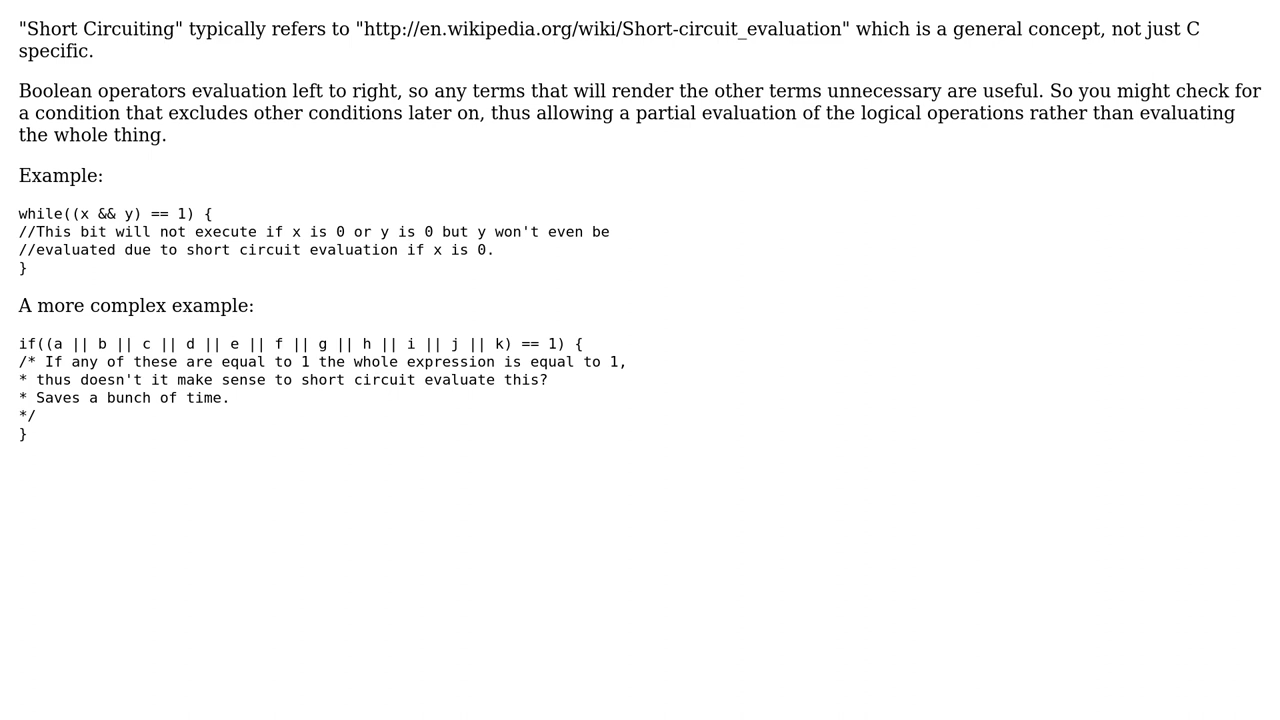 "Short Circuiting" typically refers to "http://en.wikipedia.org/wiki/Short-circuit_evaluation" which is a general concept, not just C
specific.
Boolean operators evaluation left to right, so any terms that will render the other terms unnecessary are useful. So you might check for
a condition that excludes other conditions later on, thus allowing a partial evaluation of the logical operations rather than evaluating
the whole thing.
Example:
while((x && y) == 1) {
//This bit will not execute if x is 0 or y is 0 but y won't even be
//evaluated due to short circuit evaluation if x is 0.
}
A more complex example:
if((a || b || c || d || e || f || g || h || i || j || k) == 1) {
/* If any of these are equal to 1 the whole expression is equal to 1,
* thus doesn't it make sense to short circuit evaluate this?
* Saves a bunch of time.
*/
}